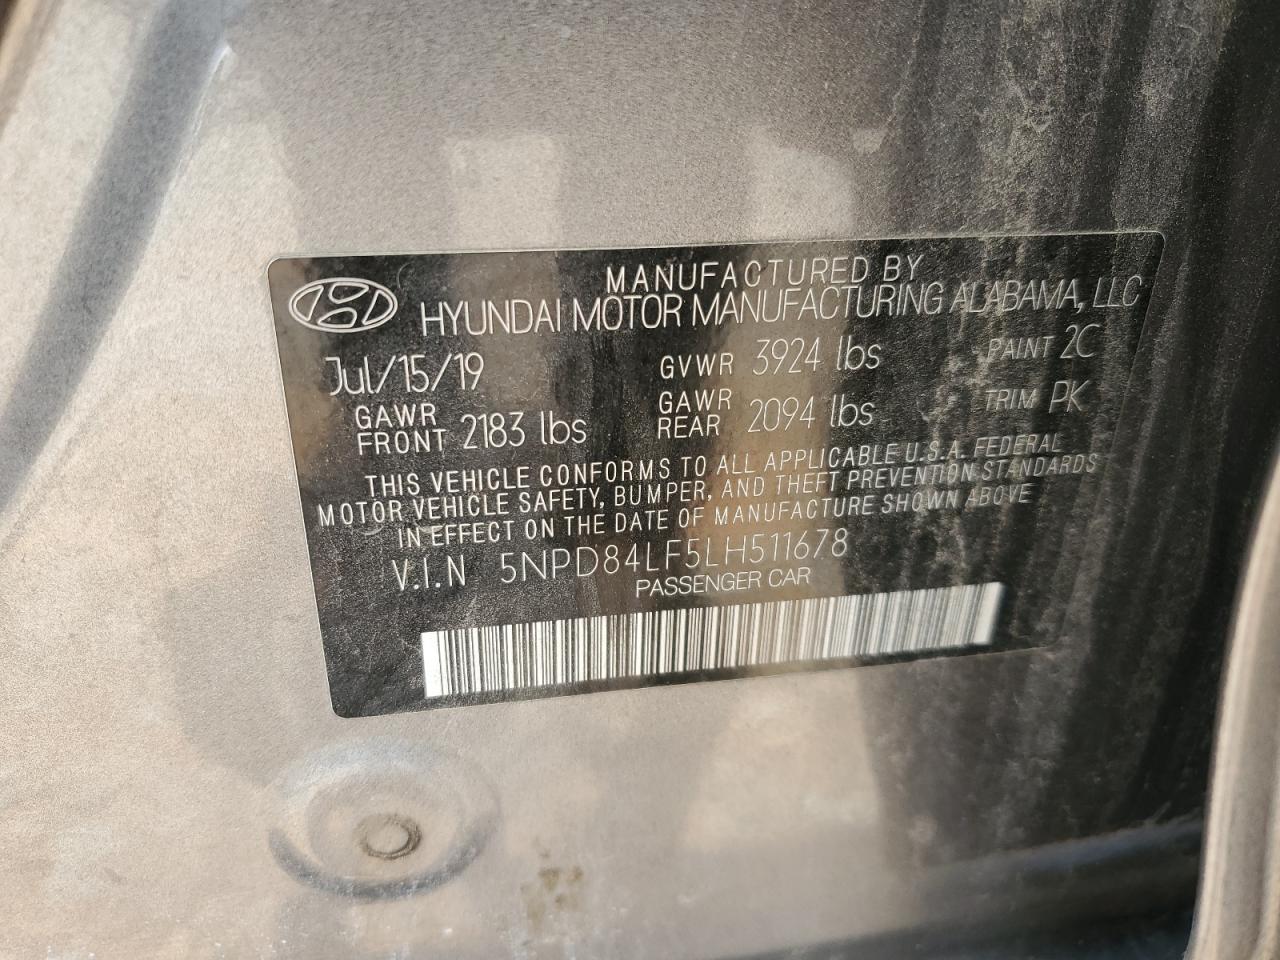 MANUFACTURED BY
HYUNDAI MOTOR MANUFACTURING ALABAMA, LLC
Jul/15/19 GVWR 3924 lbs PAINT 2C
GAWR FRONT 2183 lbs GAWR REAR 2094 lbs TRIM PK
THIS VEHICLE CONFORMS TO ALL APPLICABLE U.S.A. FEDERAL
MOTOR VEHICLE SAFETY, BUMPER, AND THEFT PREVENTION STANDARDS
IN EFFECT ON THE DATE OF MANUFACTURE SHOWN ABOVE
V.I.N 5NPD84LF5LH511678
PASSENGER CAR